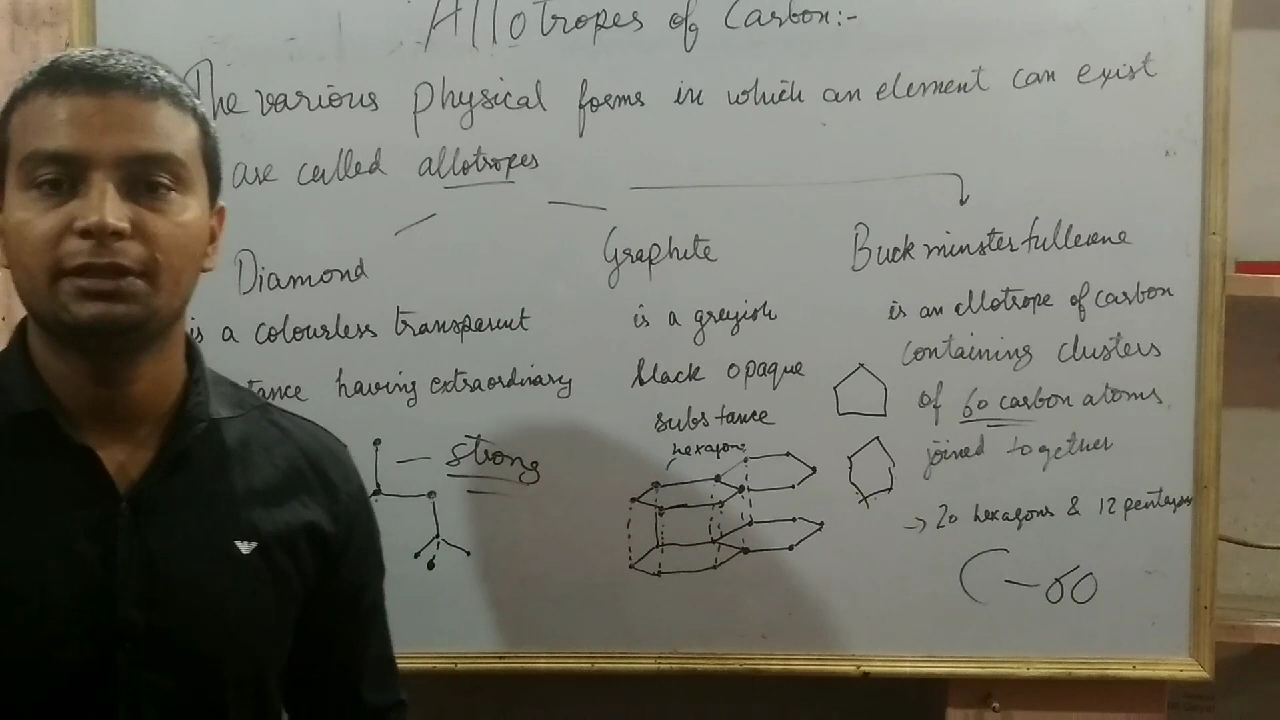 Allotropes of Carbon:-
The various physical forms in which an element can exist
are called allotropes
Diamond
is a colourless transparent
tance having extraordinary
strong
Graphite
is a greyish
black opaque
substance
hexagons
Buckminsterfullerene
is an allotrope of carbon
containing clusters
of 60 carbon atoms
joined together
→ 20 hexagons & 12 pentagons
C-60